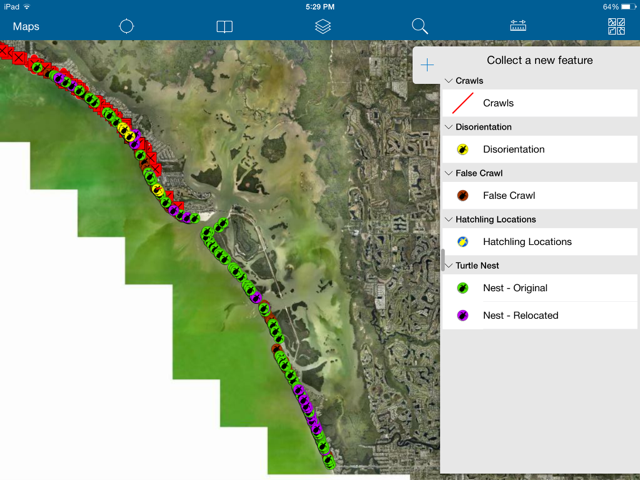 iPad 5:29 PM 64%
Maps
Collect a new feature
Crawls
Crawls
Disorientation
Disorientation
False Crawl
False Crawl
Hatchling Locations
Hatchling Locations
Turtle Nest
Nest - Original
Nest - Relocated